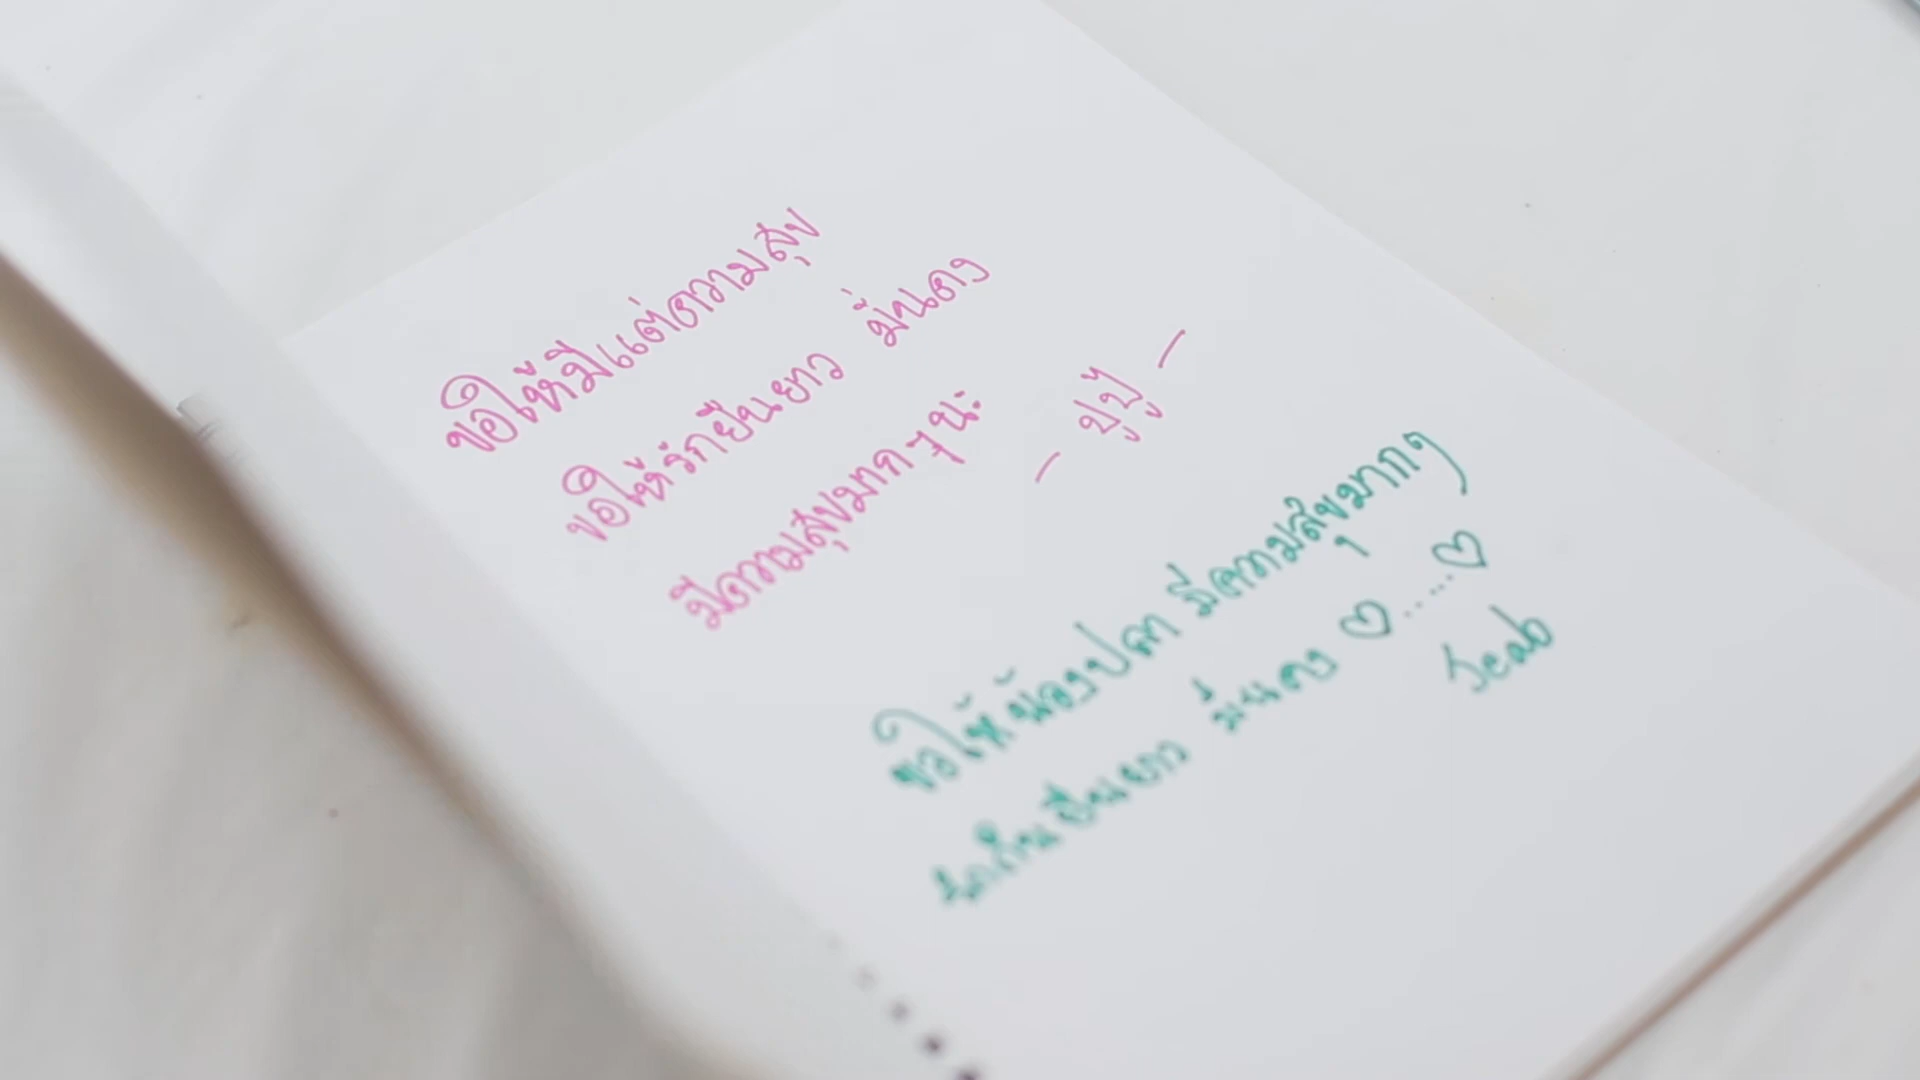 ขอให้มีแต่ความสุข
ขอให้รักยืนยาว มั่นคง
มีความสุขมาก ๆ นะ
- ปูปู้ -
ขอให้น้องปลา มีความสุขมากๆ
รักกันยืนยาว มั่นคง ♡.....♡
Jeab